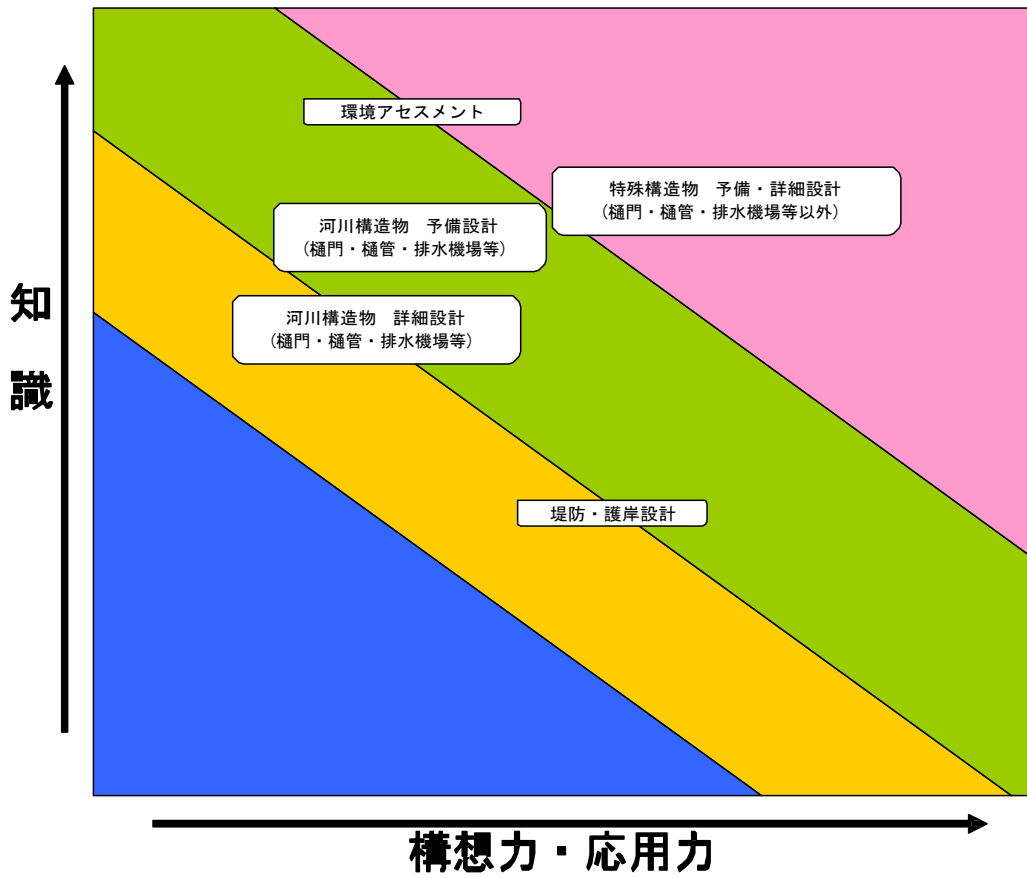 環境アセスメント
特殊構造物　予備・詳細設計
(樋門・樋管・排水機場等以外)
河川構造物　予備設計
(樋門・樋管・排水機場等)
河川構造物　詳細設計
(樋門・樋管・排水機場等)
堤防・護岸設計
知
識
構想力・応用力